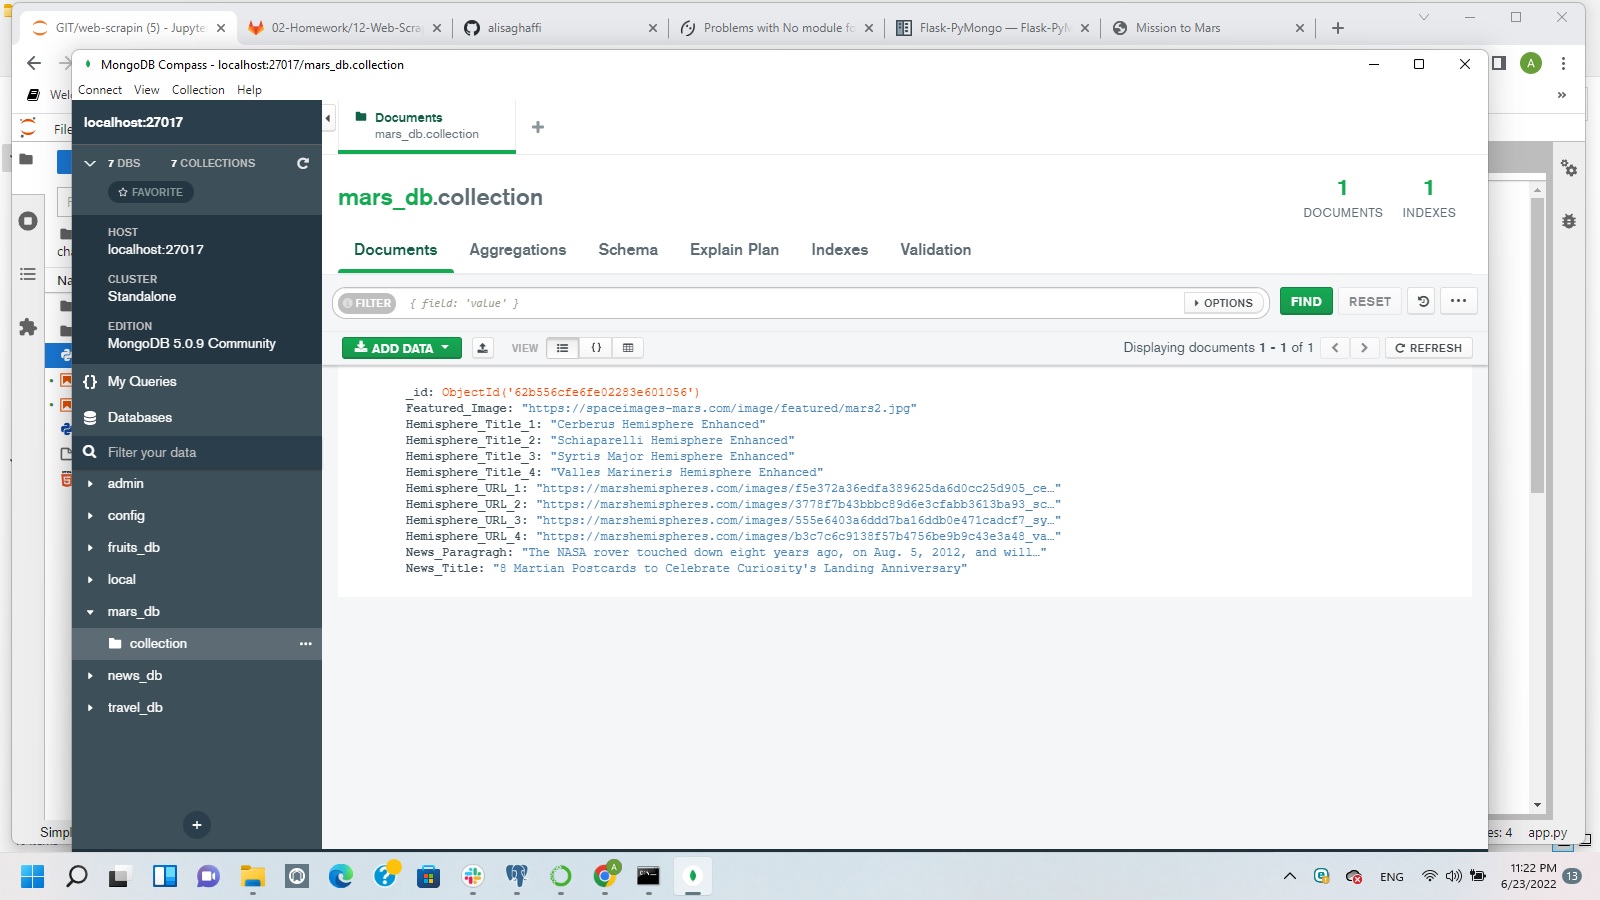 GIT/web-scrapin (5) - Jupyte
02-Homework/12-Web-Scra
alisaghaffi
Problems with No module fo
Flask-PyMongo — Flask-PyM
Mission to Mars
MongoDB Compass - localhost:27017/mars_db.collection
A
Connect View Collection Help
Wel
File
localhost:27017
7 DBS 7 COLLECTIONS
FAVORITE
HOST
localhost:27017
CLUSTER
Standalone
EDITION
MongoDB 5.0.9 Community
{} My Queries
Databases
Filter your data
admin
config
fruits_db
local
mars_db
collection
news_db
travel_db
Documents
mars_db.collection
mars_db.collection
1
DOCUMENTS
1
INDEXES
Documents Aggregations Schema Explain Plan Indexes Validation
FILTER { field: 'value' }
OPTIONS
FIND
RESET
ADD DATA
VIEW
{}
Displaying documents 1 - 1 of 1
REFRESH
_id: ObjectId('62b556cfe6fe02283e601056')
Featured_Image: "https://spaceimages-mars.com/image/featured/mars2.jpg"
Hemisphere_Title_1: "Cerberus Hemisphere Enhanced"
Hemisphere_Title_2: "Schiaparelli Hemisphere Enhanced"
Hemisphere_Title_3: "Syrtis Major Hemisphere Enhanced"
Hemisphere_Title_4: "Valles Marineris Hemisphere Enhanced"
Hemisphere_URL_1: "https://marshemispheres.com/images/f5e372a36edfa389625da6d0cc25d905_ce…"
Hemisphere_URL_2: "https://marshemispheres.com/images/3778f7b43bbbc89d6e3cfabb3613ba93_sc…"
Hemisphere_URL_3: "https://marshemispheres.com/images/555e6403a6ddd7ba16ddb0e471cadcf7_sy…"
Hemisphere_URL_4: "https://marshemispheres.com/images/b3c7c6c9138f57b4756be9b9c43e3a48_va…"
News_Paragragh: "The NASA rover touched down eight years ago, on Aug. 5, 2012, and will…"
News_Title: "8 Martian Postcards to Celebrate Curiosity's Landing Anniversary"
Simpl
es: 4 app.py
ENG
11:22 PM
6/23/2022
13